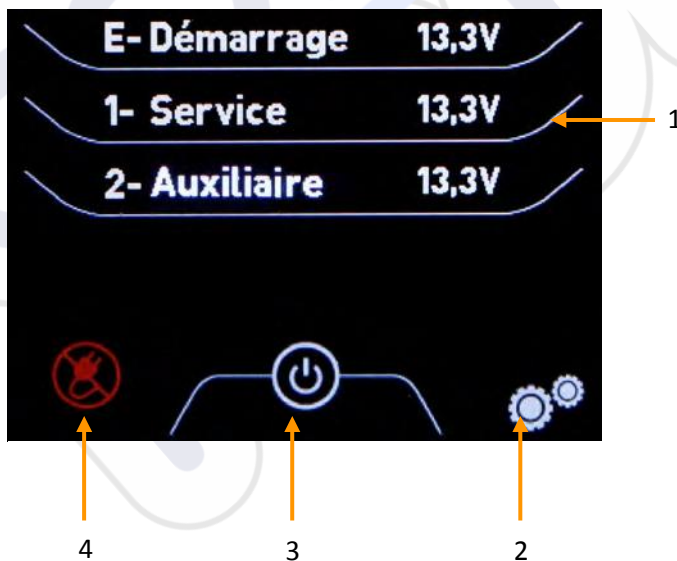 E- Démarrage 13,3V
1- Service 13,3V
1
2- Auxiliaire 13,3V
4 3 2